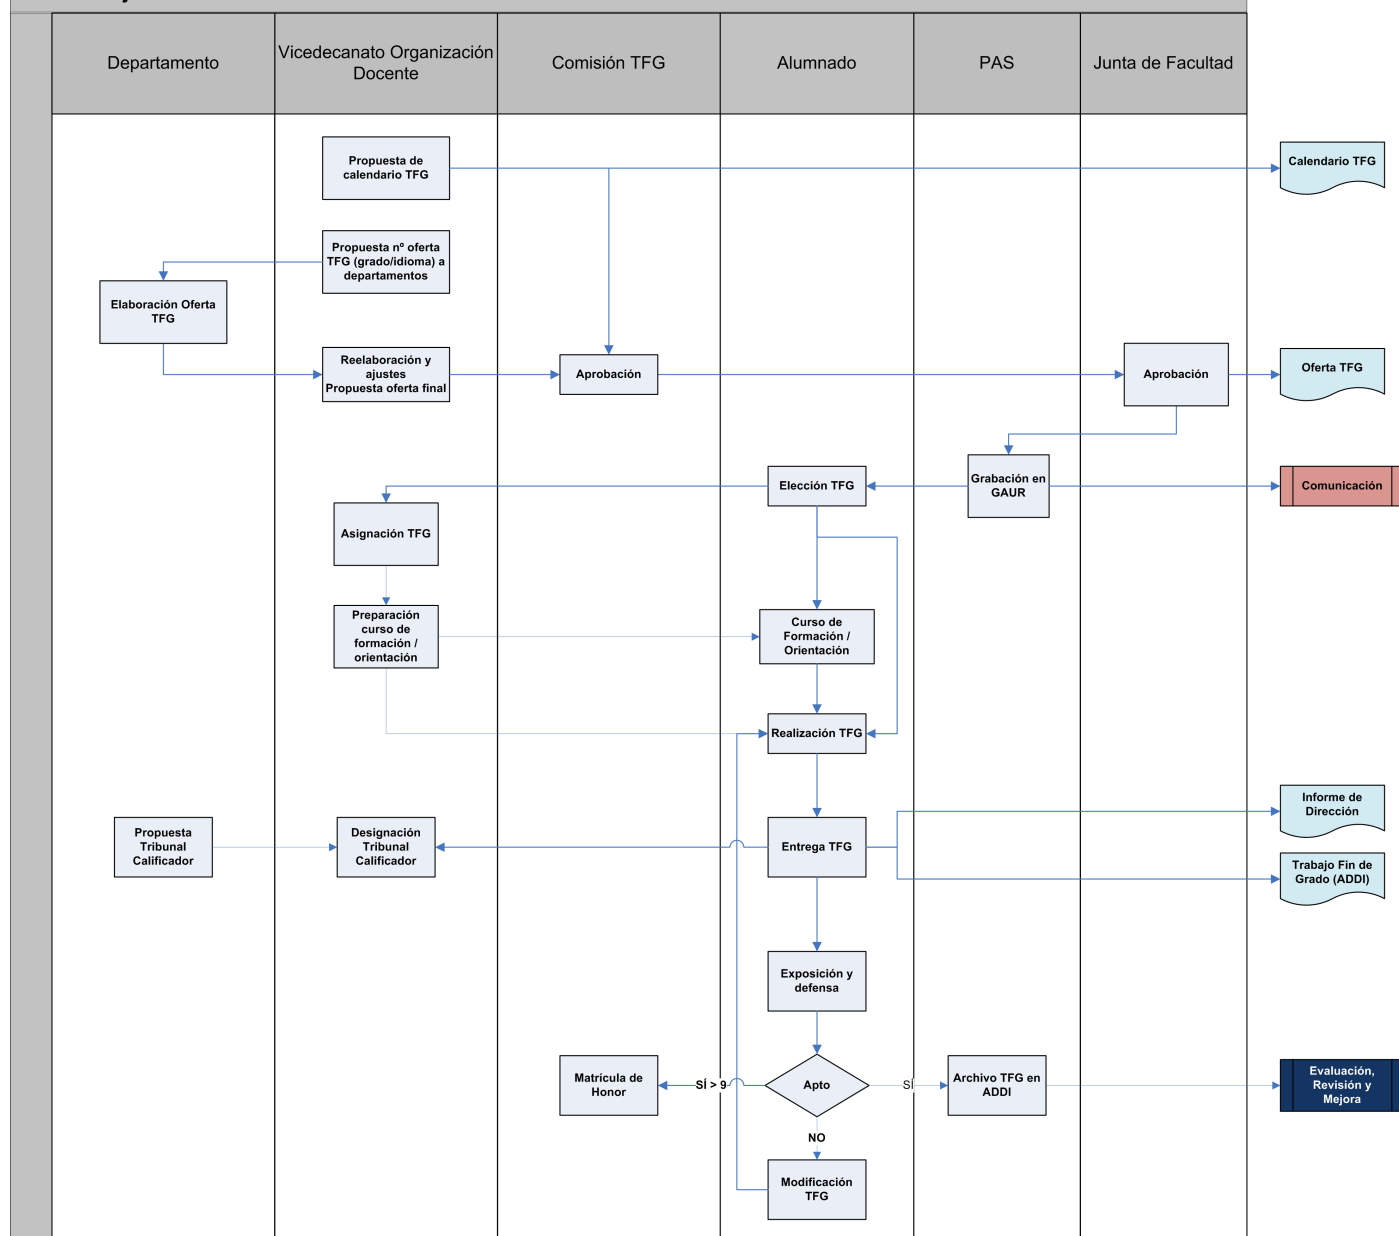 Departamento
Vicedecanato Organización
Docente
Comisión TFG
Alumnado
PAS
Junta de Facultad
Propuesta de
calendario TFG
Calendario TFG
Propuesta nº oferta
TFG (grado/idioma) a
departamentos
Elaboración Oferta
TFG
Reelaboración y
ajustes
Propuesta oferta final
Aprobación
Aprobación
Oferta TFG
Elección TFG
Grabación en
GAUR
Comunicación
Asignación TFG
Preparación
curso de
formación /
orientación
Curso de
Formación /
Orientación
Realización TFG
Informe de
Dirección
Propuesta
Tribunal
Calificador
Designación
Tribunal
Calificador
Entrega TFG
Trabajo Fin de
Grado (ADDI)
Exposición y
defensa
Matrícula de
Honor
SÍ > 9
Apto
SÍ
Archivo TFG en
ADDI
Evaluación,
Revisión y
Mejora
NO
Modificación
TFG